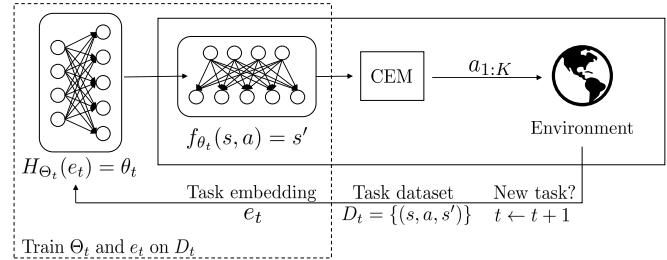 CEM
a_{1:K}
Environment
f_{θ_t}(s, a) = s′
H_{Θ_t}(e_t) = θ_t
Task embedding Task dataset New task?
e_t D_t = {(s, a, s′)} t ← t + 1
Train Θ_t and e_t on D_t